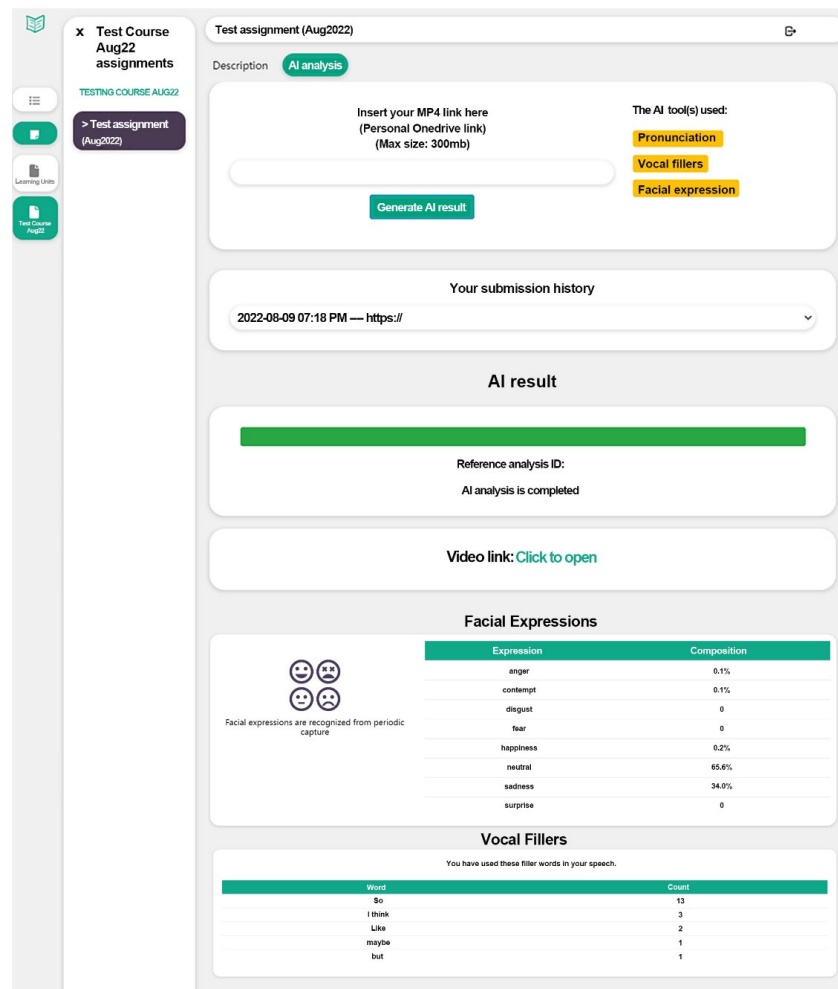 x Test Course
Aug22
assignments
TESTING COURSE AUG22
> Test assignment
(Aug2022)
Learning Units
Test Course
Aug22
Test assignment (Aug2022)
Description AI analysis
Insert your MP4 link here
(Personal Onedrive link)
(Max size: 300mb)
Generate AI result
The AI tool(s) used:
Pronunciation
Vocal fillers
Facial expression
Your submission history
2022-08-09 07:18 PM ---- https://
AI result
Reference analysis ID:
AI analysis is completed
Video link: Click to open
Facial Expressions
Facial expressions are recognized from periodic
capture
Expression Composition
anger 0.1%
contempt 0.1%
disgust 0
fear 0
happiness 0.2%
neutral 65.6%
sadness 34.0%
surprise 0
Vocal Fillers
You have used these filler words in your speech.
Word Count
So 13
I think 3
Like 2
maybe 1
but 1